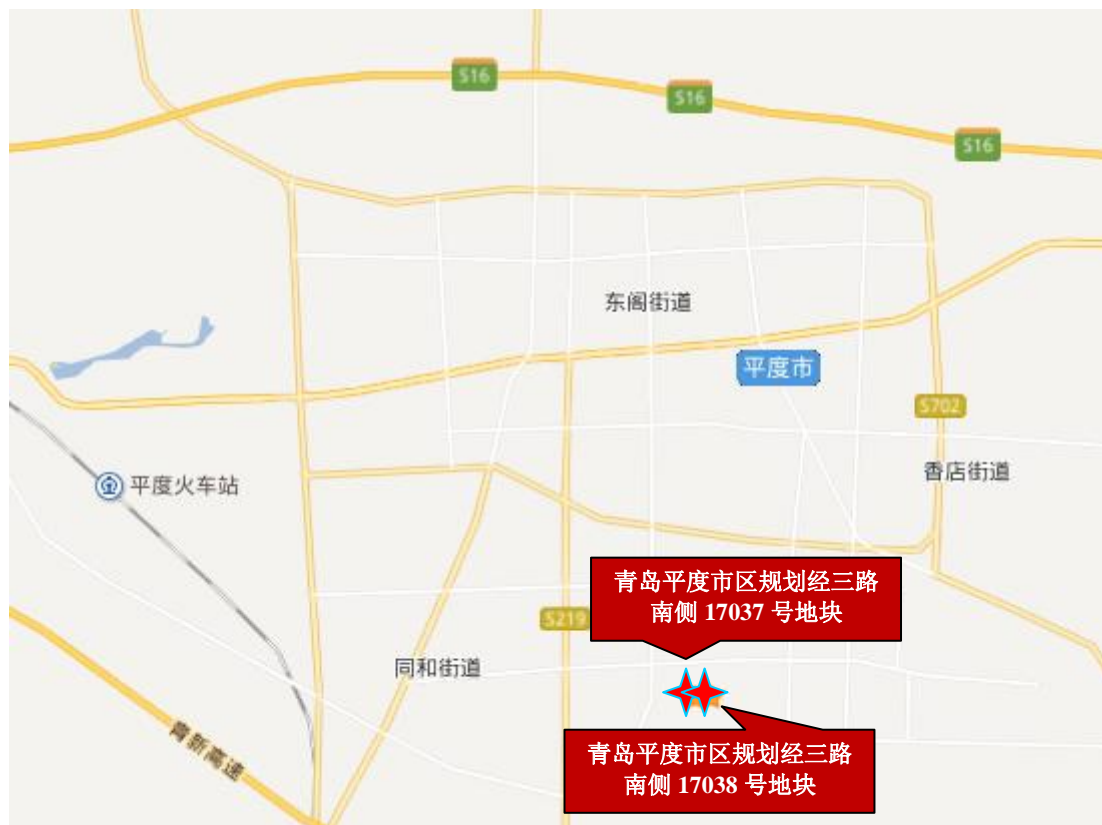 S16
S16
S16
东阁街道
平度市
S702
香店街道
平度火车站
青岛平度市区规划经三路
南侧 17037 号地块
S219
同和街道
青新高速
青岛平度市区规划经三路
南侧 17038 号地块